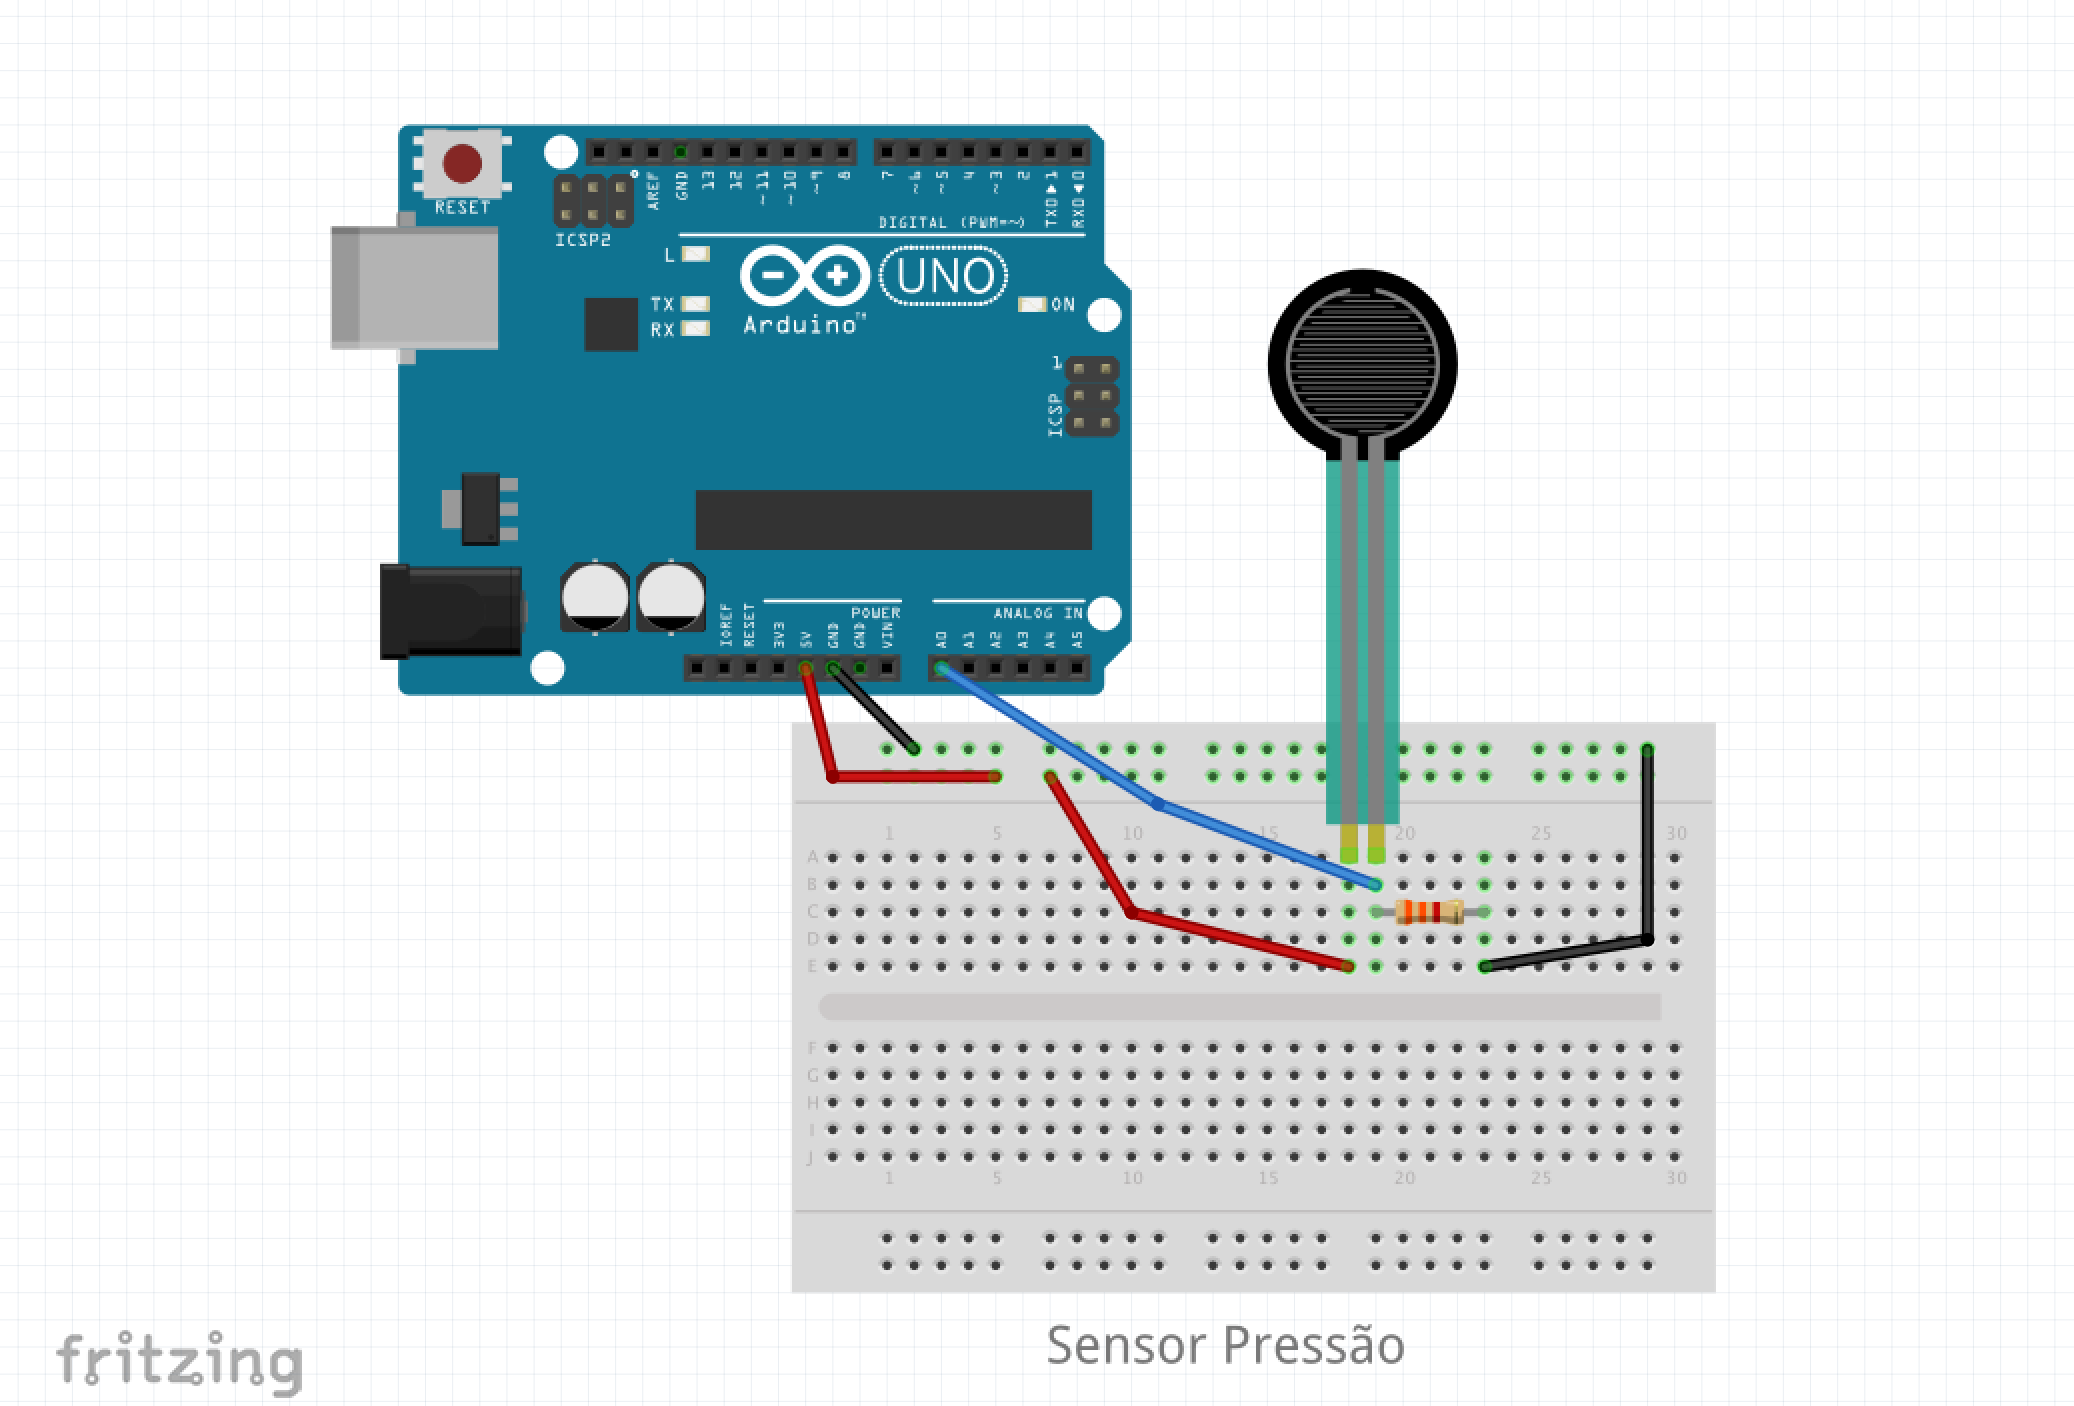 RESET
ICSP2
AREF
GND
13
12
~11
~10
~9
8
7
~6
~5
4
~3
2
TXD▶1
RXD◀0
DIGITAL (PWM=~)
L
TX
RX
UNO
Arduino™
ON
1
ICSP
POWER
ANALOG IN
IOREF
RESET
3V3
5V
GND
GND
VIN
A0
A1
A2
A3
A4
A5
1 5 10 15 20 25 30
A
B
C
D
E
F
G
H
I
J
1 5 10 15 20 25 30
Sensor Pressão
fritzing